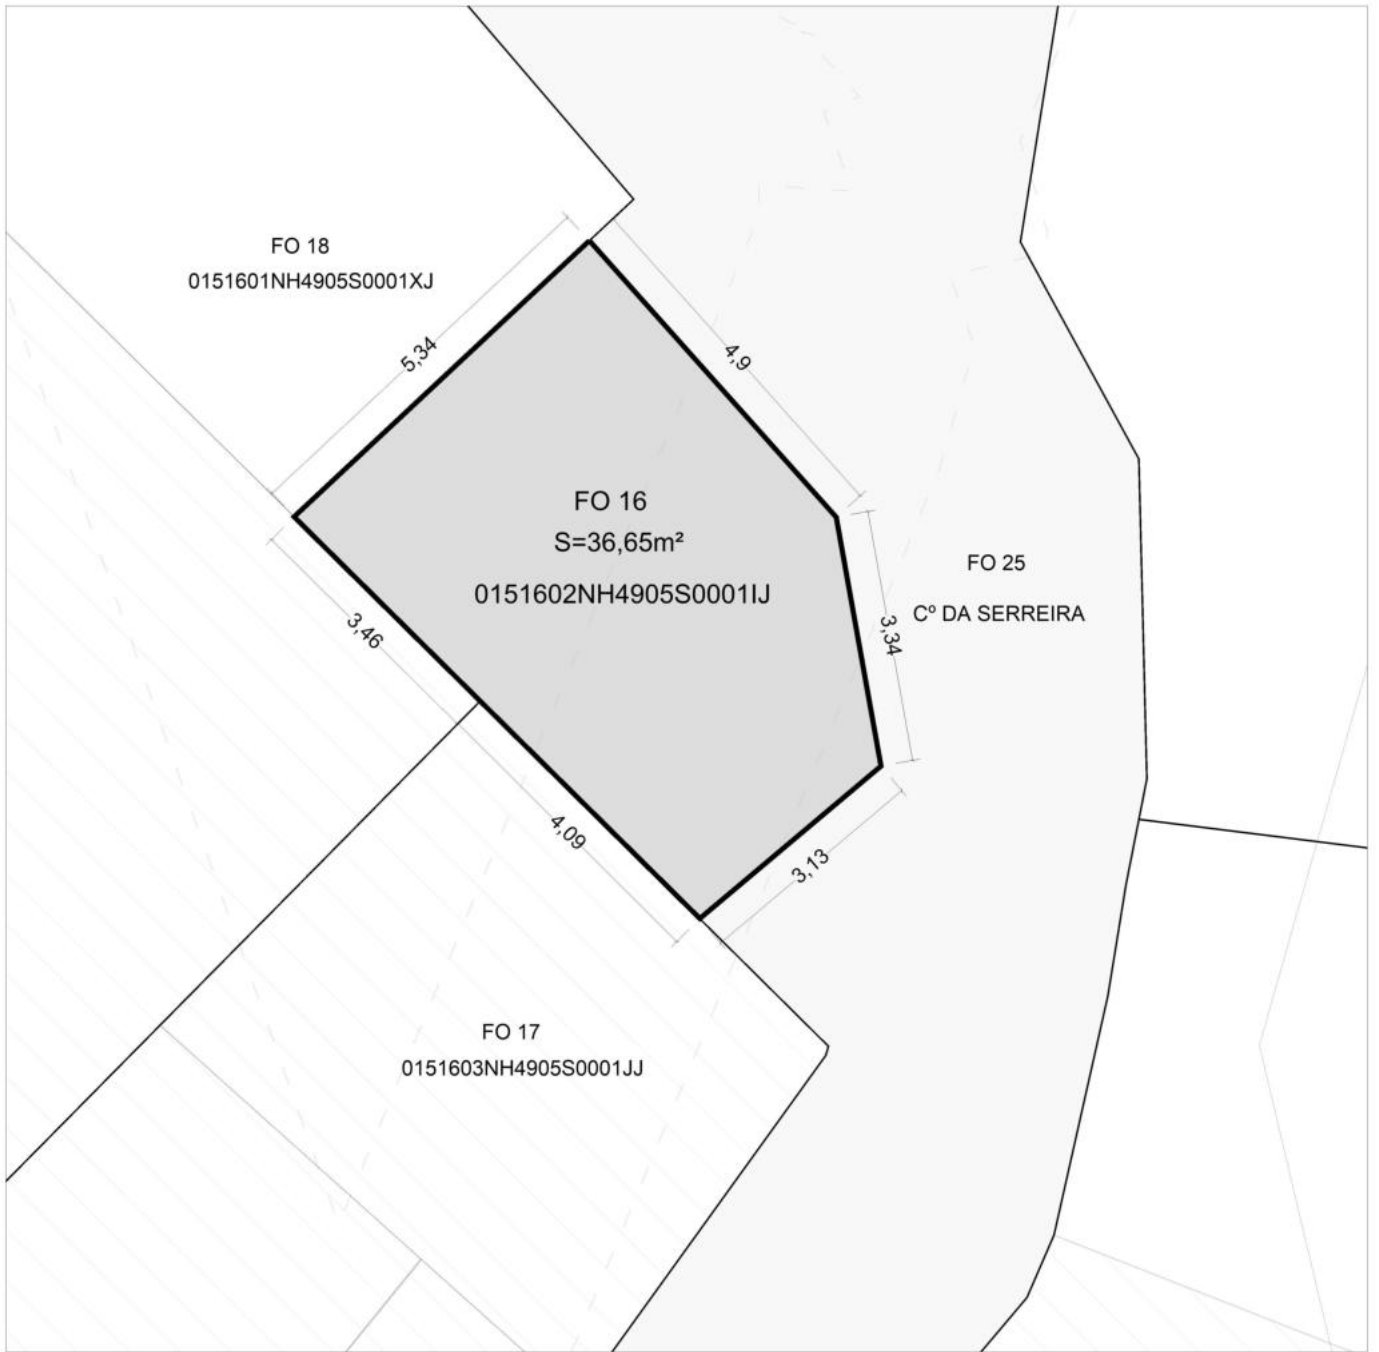 FO 18
0151601NH4905S0001XJ
5,34
4,9
FO 16
S=36,65m²
0151602NH4905S0001IJ
FO 25
Cº DA SERREIRA
3,46
3,34
4,09
3,13
FO 17
0151603NH4905S0001JJ